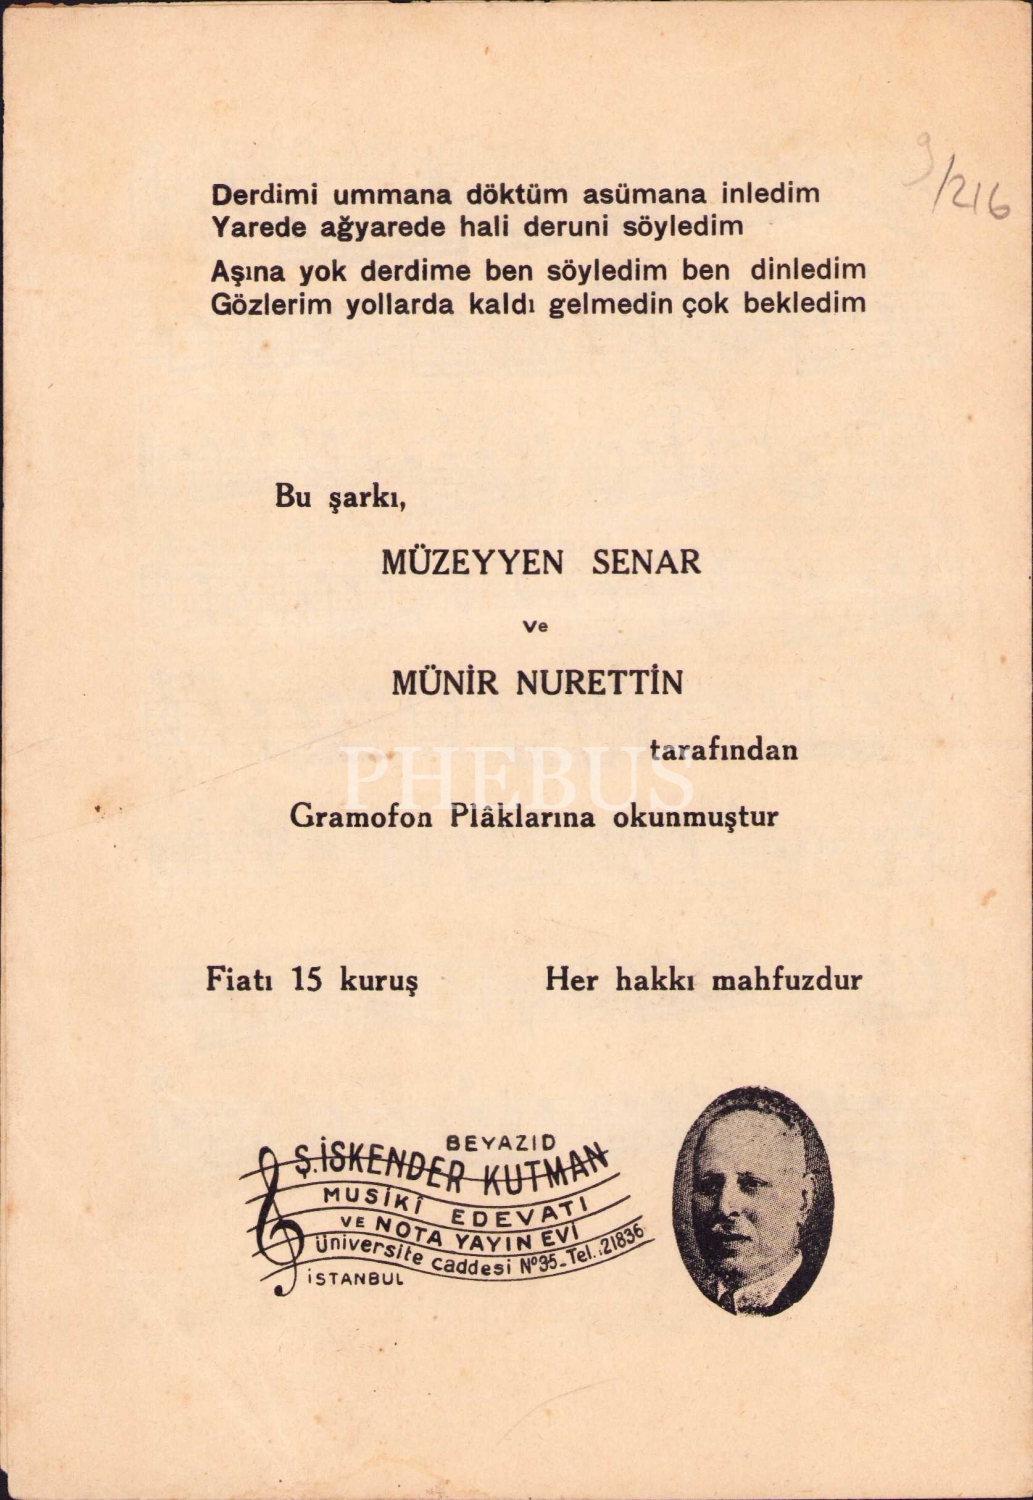 9/216
Derdimi ummana döktüm asümana inledim
Yarede ağyarede hali deruni söyledim
Aşına yok derdime ben söyledim ben dinledim
Gözlerim yollarda kaldı gelmedin çok bekledim
Bu şarkı,
MÜZEYYEN SENAR
ve
MÜNİR NURETTİN
tarafından
PHEBUS
Gramofon Plâklarına okunmuştur
Fiatı 15 kuruş Her hakkı mahfuzdur
BEYAZID
Ş.İSKENDER KUTMAN
MUSİKÎ EDEVATI
VE NOTA YAYIN EVİ
Üniversite caddesi Nº95-Tel.:21836
İSTANBUL